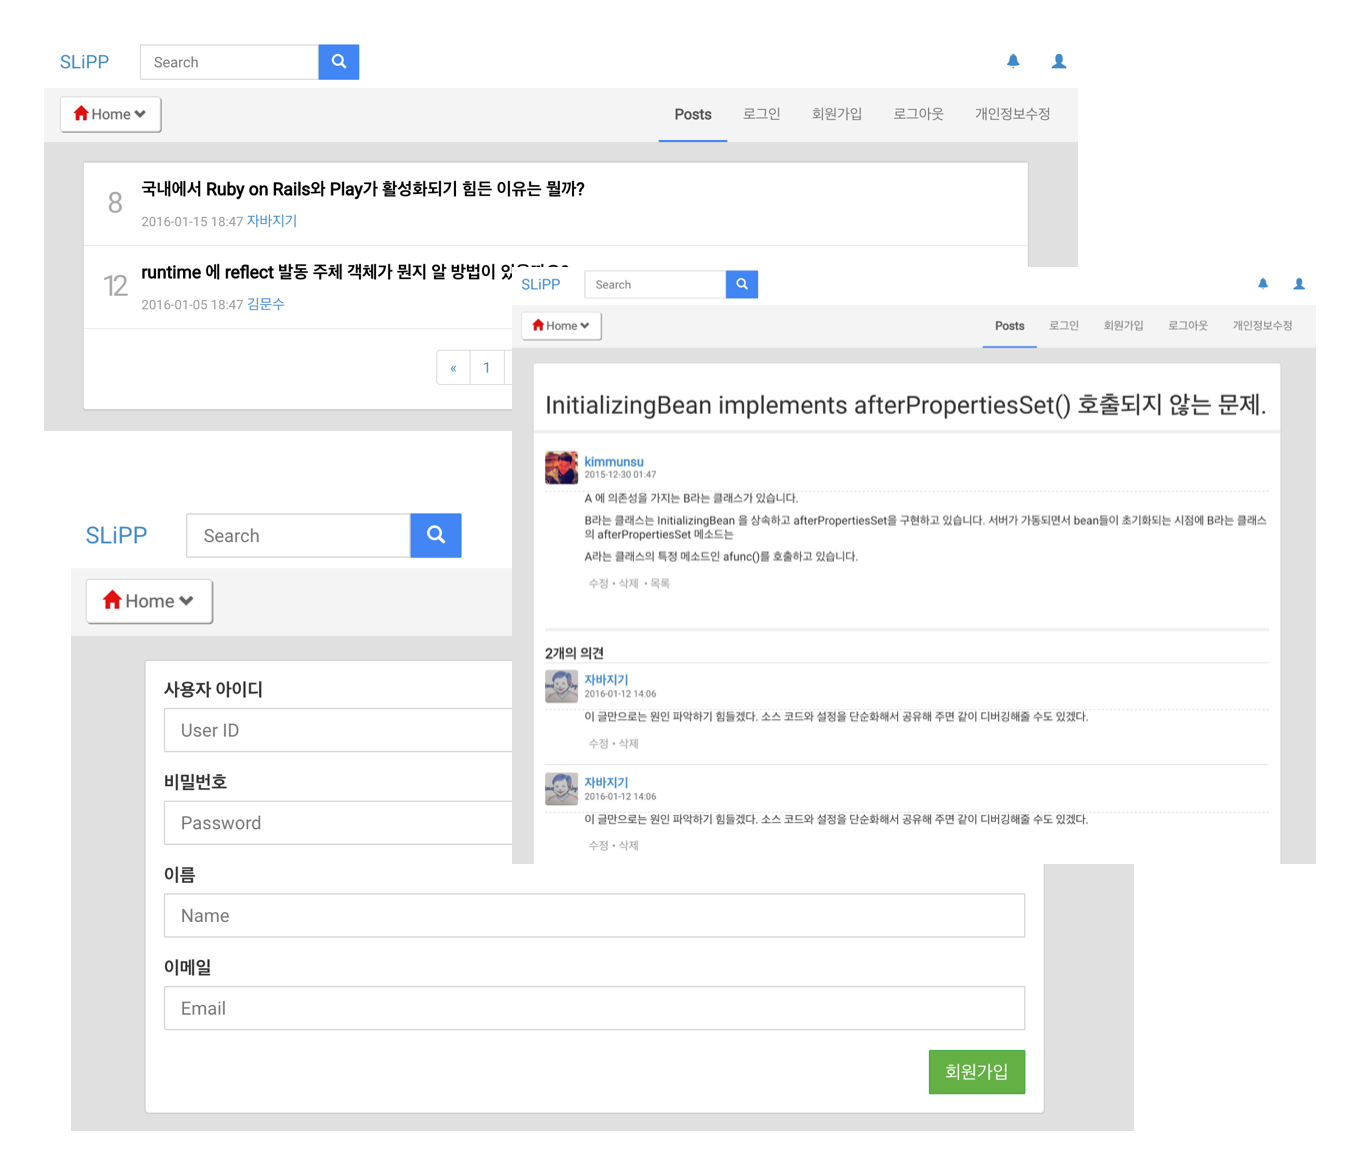 SLiPP
Search
Home
Posts 로그인 회원가입 로그아웃 개인정보수정
8
국내에서 Ruby on Rails와 Play가 활성화되기 힘든 이유는 뭘까?
2016-01-15 18:47 자바지기
12
runtime 에 reflect 발동 주체 객체가 뭔지 알 방법이
2016-01-05 18:47 김문수
« 1
SLiPP
Search
Home
Posts 로그인 회원가입 로그아웃 개인정보수정
InitializingBean implements afterPropertiesSet() 호출되지 않는 문제.
kimmunsu
2015-12-30 01:47
A 에 의존성을 가지는 B라는 클래스가 있습니다.
B라는 클래스는 InitializingBean 을 상속하고 afterPropertiesSet을 구현하고 있습니다. 서버가 가동되면서 bean들이 초기화되는 시점에 B라는 클래스
의 afterPropertiesSet 메소드는
A라는 클래스의 특정 메소드인 afunc()를 호출하고 있습니다.
수정 • 삭제 • 목록
2개의 의견
자바지기
2016-01-12 14:06
이 글만으로는 원인 파악하기 힘들겠다. 소스 코드와 설정을 단순화해서 공유해 주면 같이 디버깅해줄 수도 있겠다.
수정 • 삭제
자바지기
2016-01-12 14:06
이 글만으로는 원인 파악하기 힘들겠다. 소스 코드와 설정을 단순화해서 공유해 주면 같이 디버깅해줄 수도 있겠다.
수정 • 삭제
SLiPP
Search
Home
사용자 아이디
User ID
비밀번호
Password
이름
Name
이메일
Email
회원가입